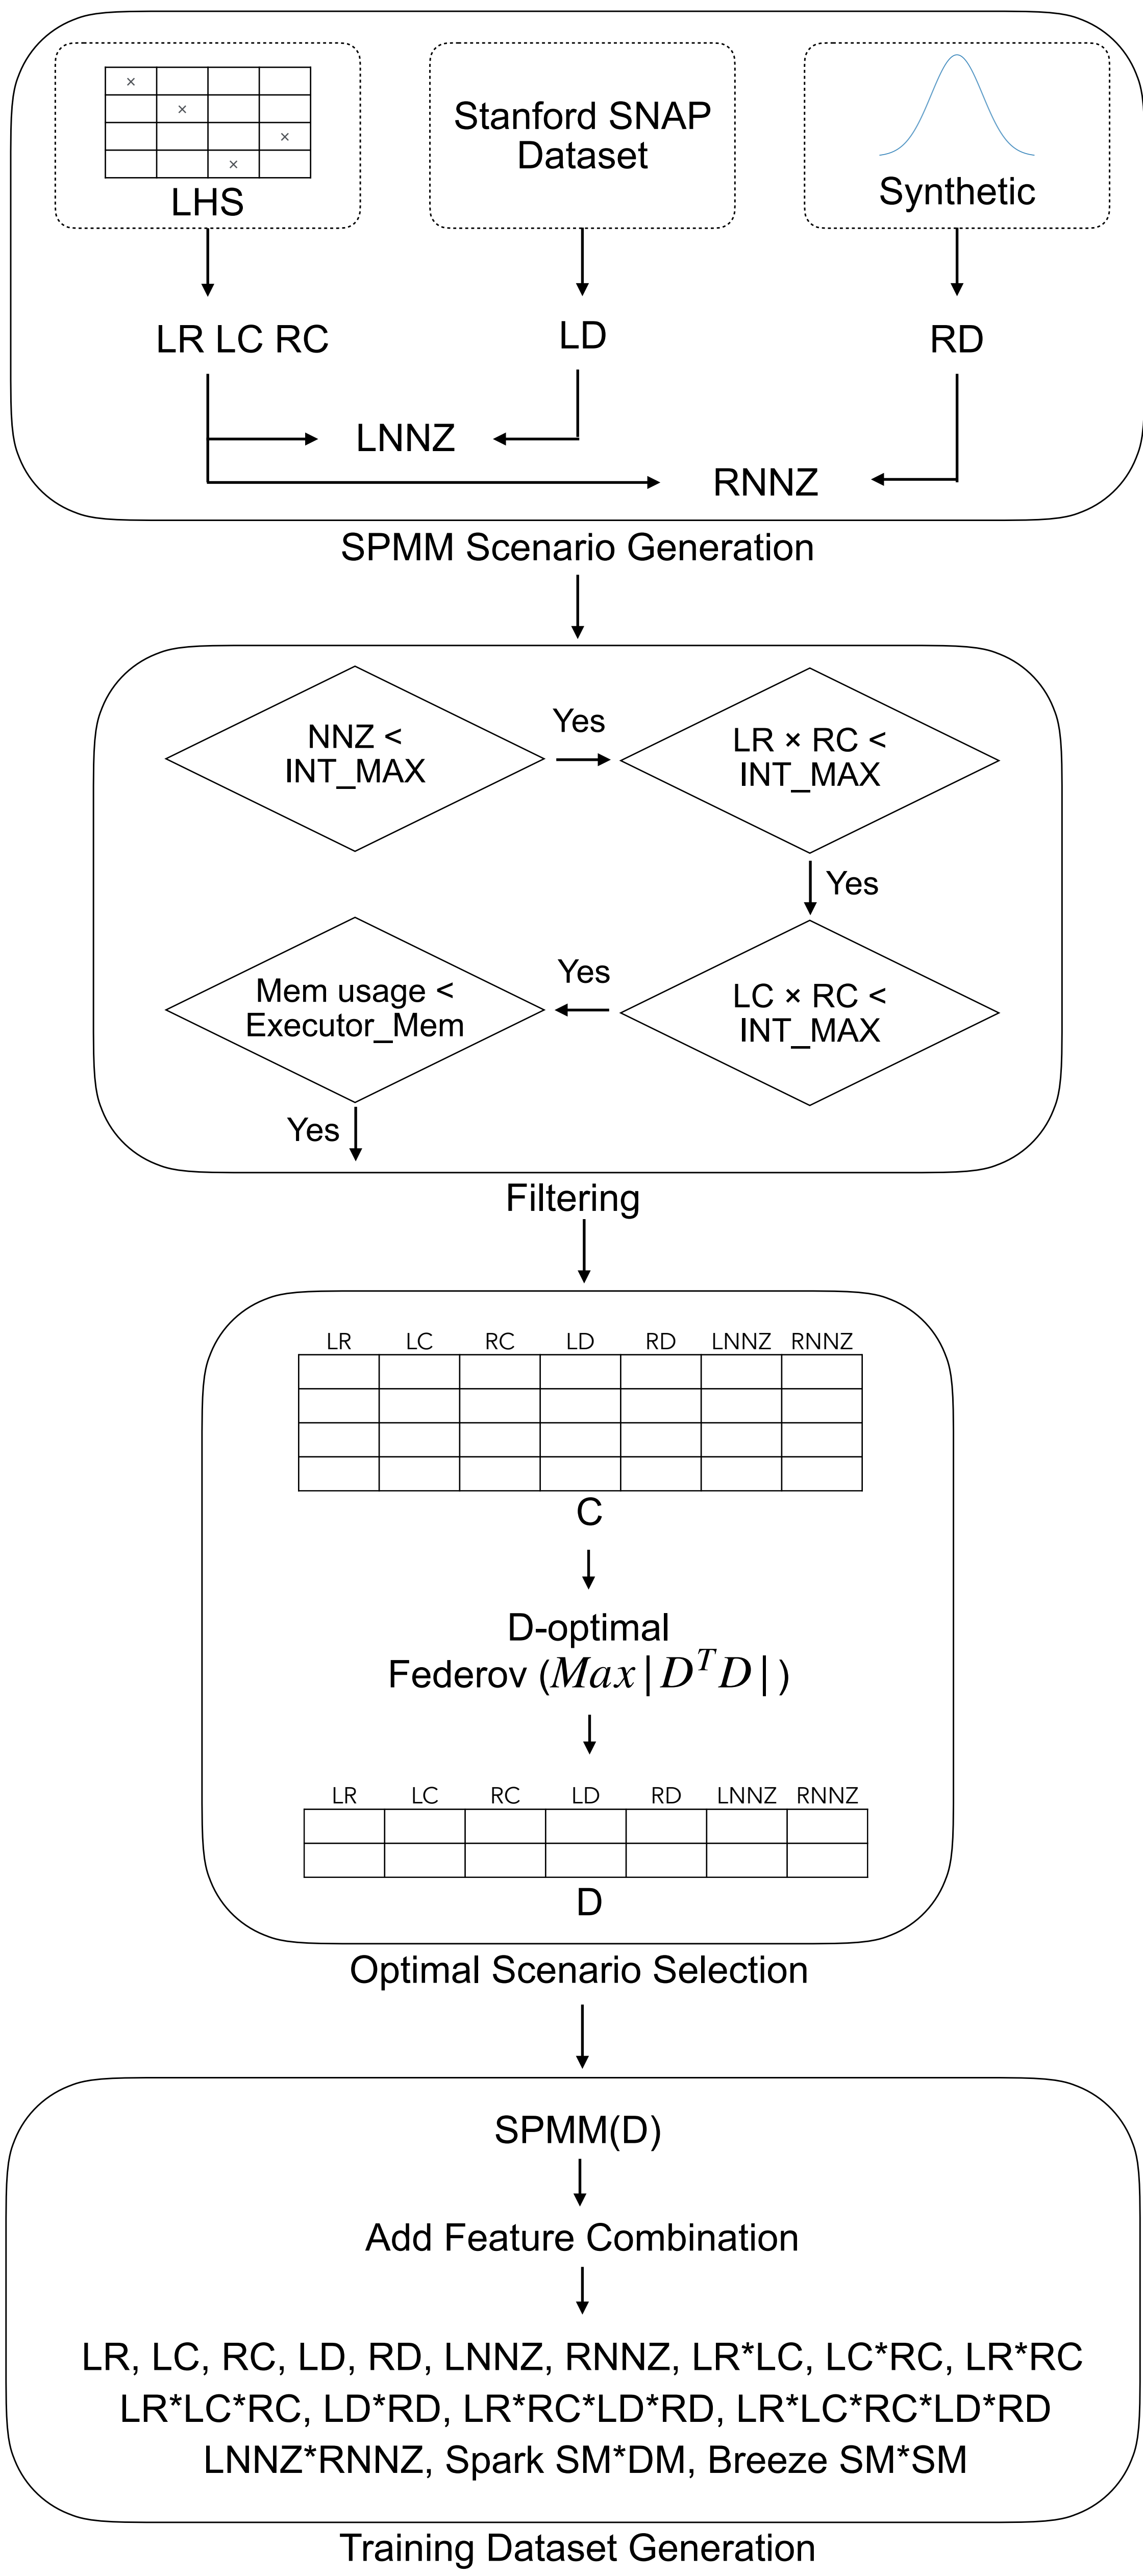 × × × ×
LHS
Stanford SNAP
Dataset
Synthetic
LR LC RC
LD
RD
LNNZ
RNNZ
SPMM Scenario Generation
NNZ <
INT_MAX
Yes
LR × RC <
INT_MAX
Yes
LC × RC <
INT_MAX
Yes
Mem usage <
Executor_Mem
Yes
Filtering
LR LC RC LD RD LNNZ RNNZ
C
D-optimal
Federov (Max|D^T D|)
LR LC RC LD RD LNNZ RNNZ
D
Optimal Scenario Selection
SPMM(D)
Add Feature Combination
LR, LC, RC, LD, RD, LNNZ, RNNZ, LR*LC, LC*RC, LR*RC
LR*LC*RC, LD*RD, LR*RC*LD*RD, LR*LC*RC*LD*RD
LNNZ*RNNZ, Spark SM*DM, Breeze SM*SM
Training Dataset Generation